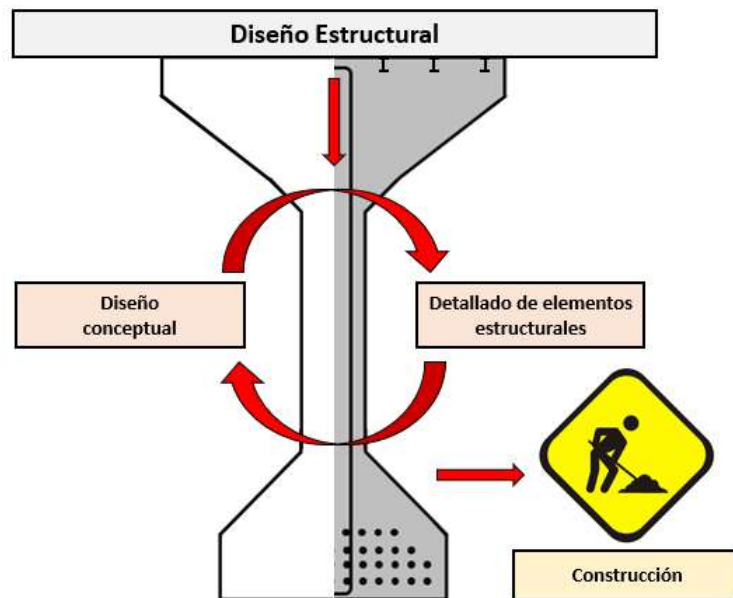 Diseño Estructural
Diseño
conceptual
Detallado de elementos
estructurales
Construcción